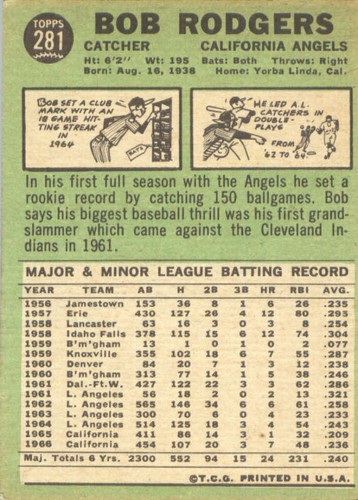 TOPPS
281
BOB RODGERS
CATCHER CALIFORNIA ANGELS
Ht: 6'2" Wt: 195 Bats: Both Throws: Right
Born: Aug. 16, 1938 Home: Yorba Linda, Cal.
BOB SET A CLUB
MARK WITH AN
18 GAME HIT-
TING STREAK
IN
1964
BATS
HE LED A.L.
CATCHERS IN
DOUBLE-
PLAYS
FROM
'62 TO '64
In his first full season with the Angels he set a
rookie record by catching 150 ballgames. Bob
says his biggest baseball thrill was his first grand-
slammer which came against the Cleveland In-
dians in 1961.
MAJOR & MINOR LEAGUE BATTING RECORD
YEAR TEAM AB H 2B 3B HR RBI AVG.
1956 Jamestown 153 36 8 1 6 26 .235
1957 Erie 430 127 26 4 12 80 .295
1958 Lancaster 63 16 3 0 3 8 .254
1958 Idaho Falls 378 115 15 6 12 74 .304
1959 B'm'gham 13 1 0 1 0 2 .077
1959 Knoxville 355 102 18 6 7 55 .287
1960 Denver 84 20 7 1 3 12 .238
1960 B'm'gham 313 77 14 1 5 38 .246
1961 Dal.-Ft.W. 427 122 22 3 3 62 .286
1961 L. Angeles 56 18 2 0 1 13 .321
1962 L. Angeles 565 146 34 6 6 61 .258
1963 L. Angeles 300 70 6 0 4 23 .233
1964 L. Angeles 514 125 18 3 4 54 .243
1965 California 411 86 14 3 1 32 .209
1966 California 454 107 20 3 7 48 .236
Maj. Totals 6 Yrs. 2300 552 94 15 24 231 .240
©T.C.G. PRINTED IN U.S.A.